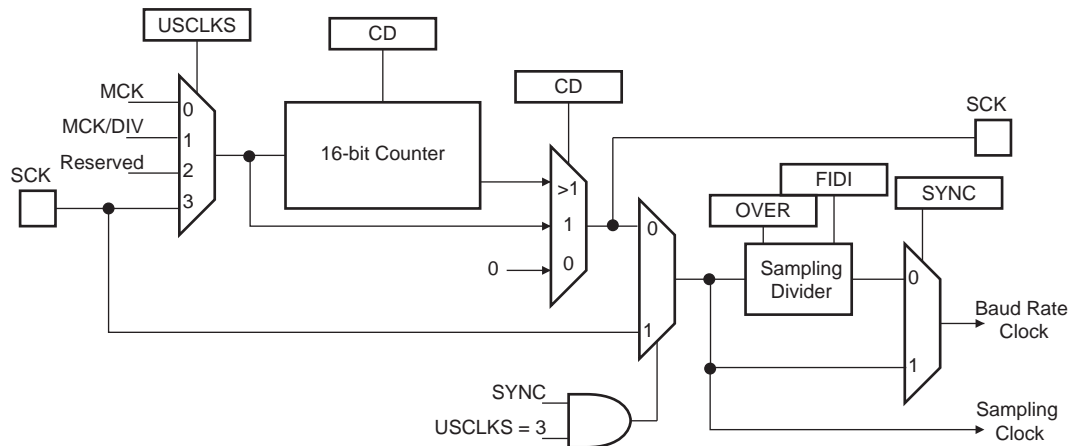 USCLKS
CD
CD
SCK
MCK
0
MCK/DIV
1
16-bit Counter
Reserved
2
SCK
3
>1
1
0
0
FIDI
OVER
SYNC
0
1
Sampling
Divider
0
1
Baud Rate
Clock
SYNC
USCLKS = 3
Sampling
Clock